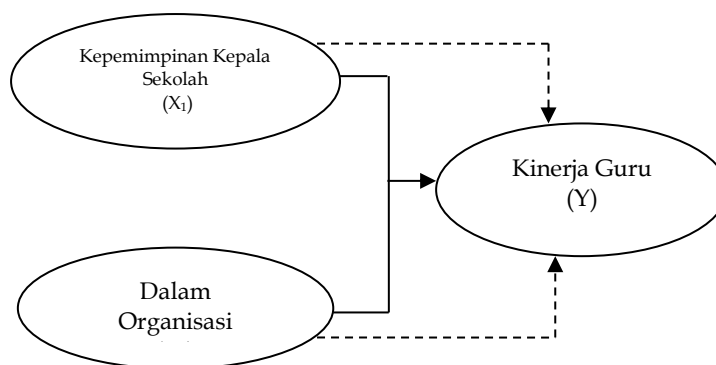 Kepemimpinan Kepala
Sekolah
(X₁)
Kinerja Guru
(Y)
Dalam
Organisasi